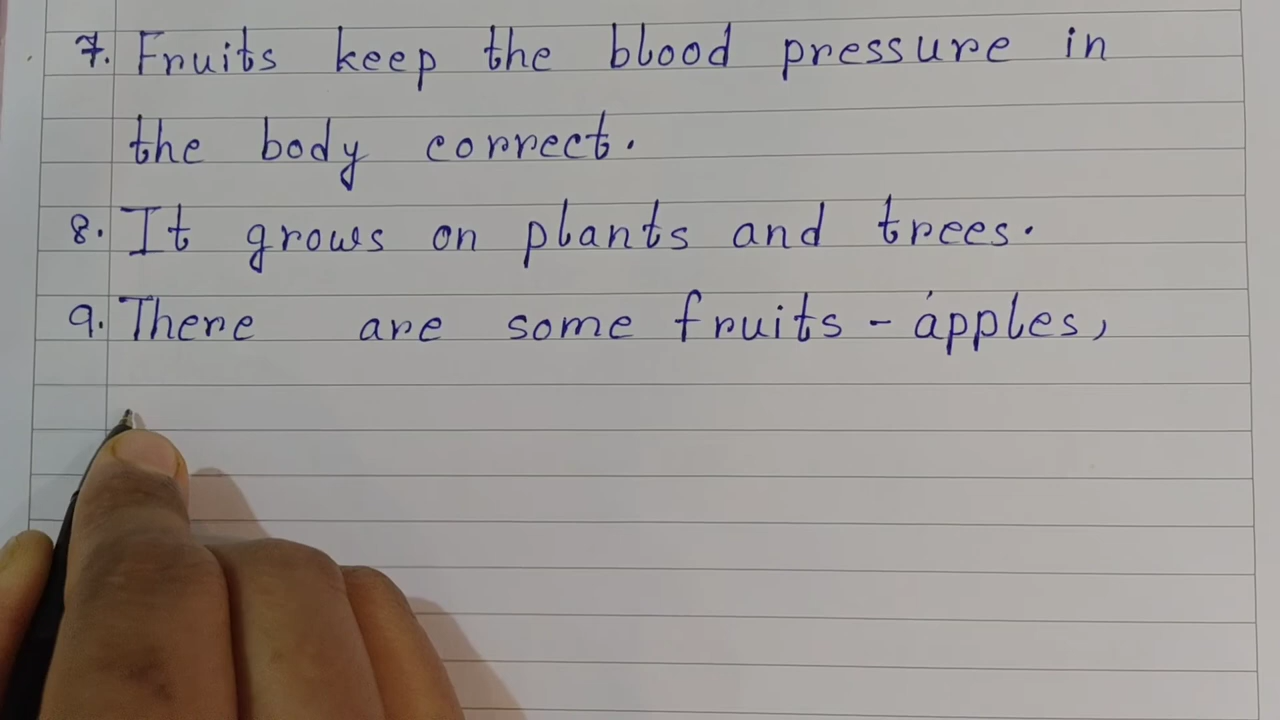 7. Fruits keep the blood pressure in
the body correct.
8. It grows on plants and trees.
9. There are some fruits - apples,